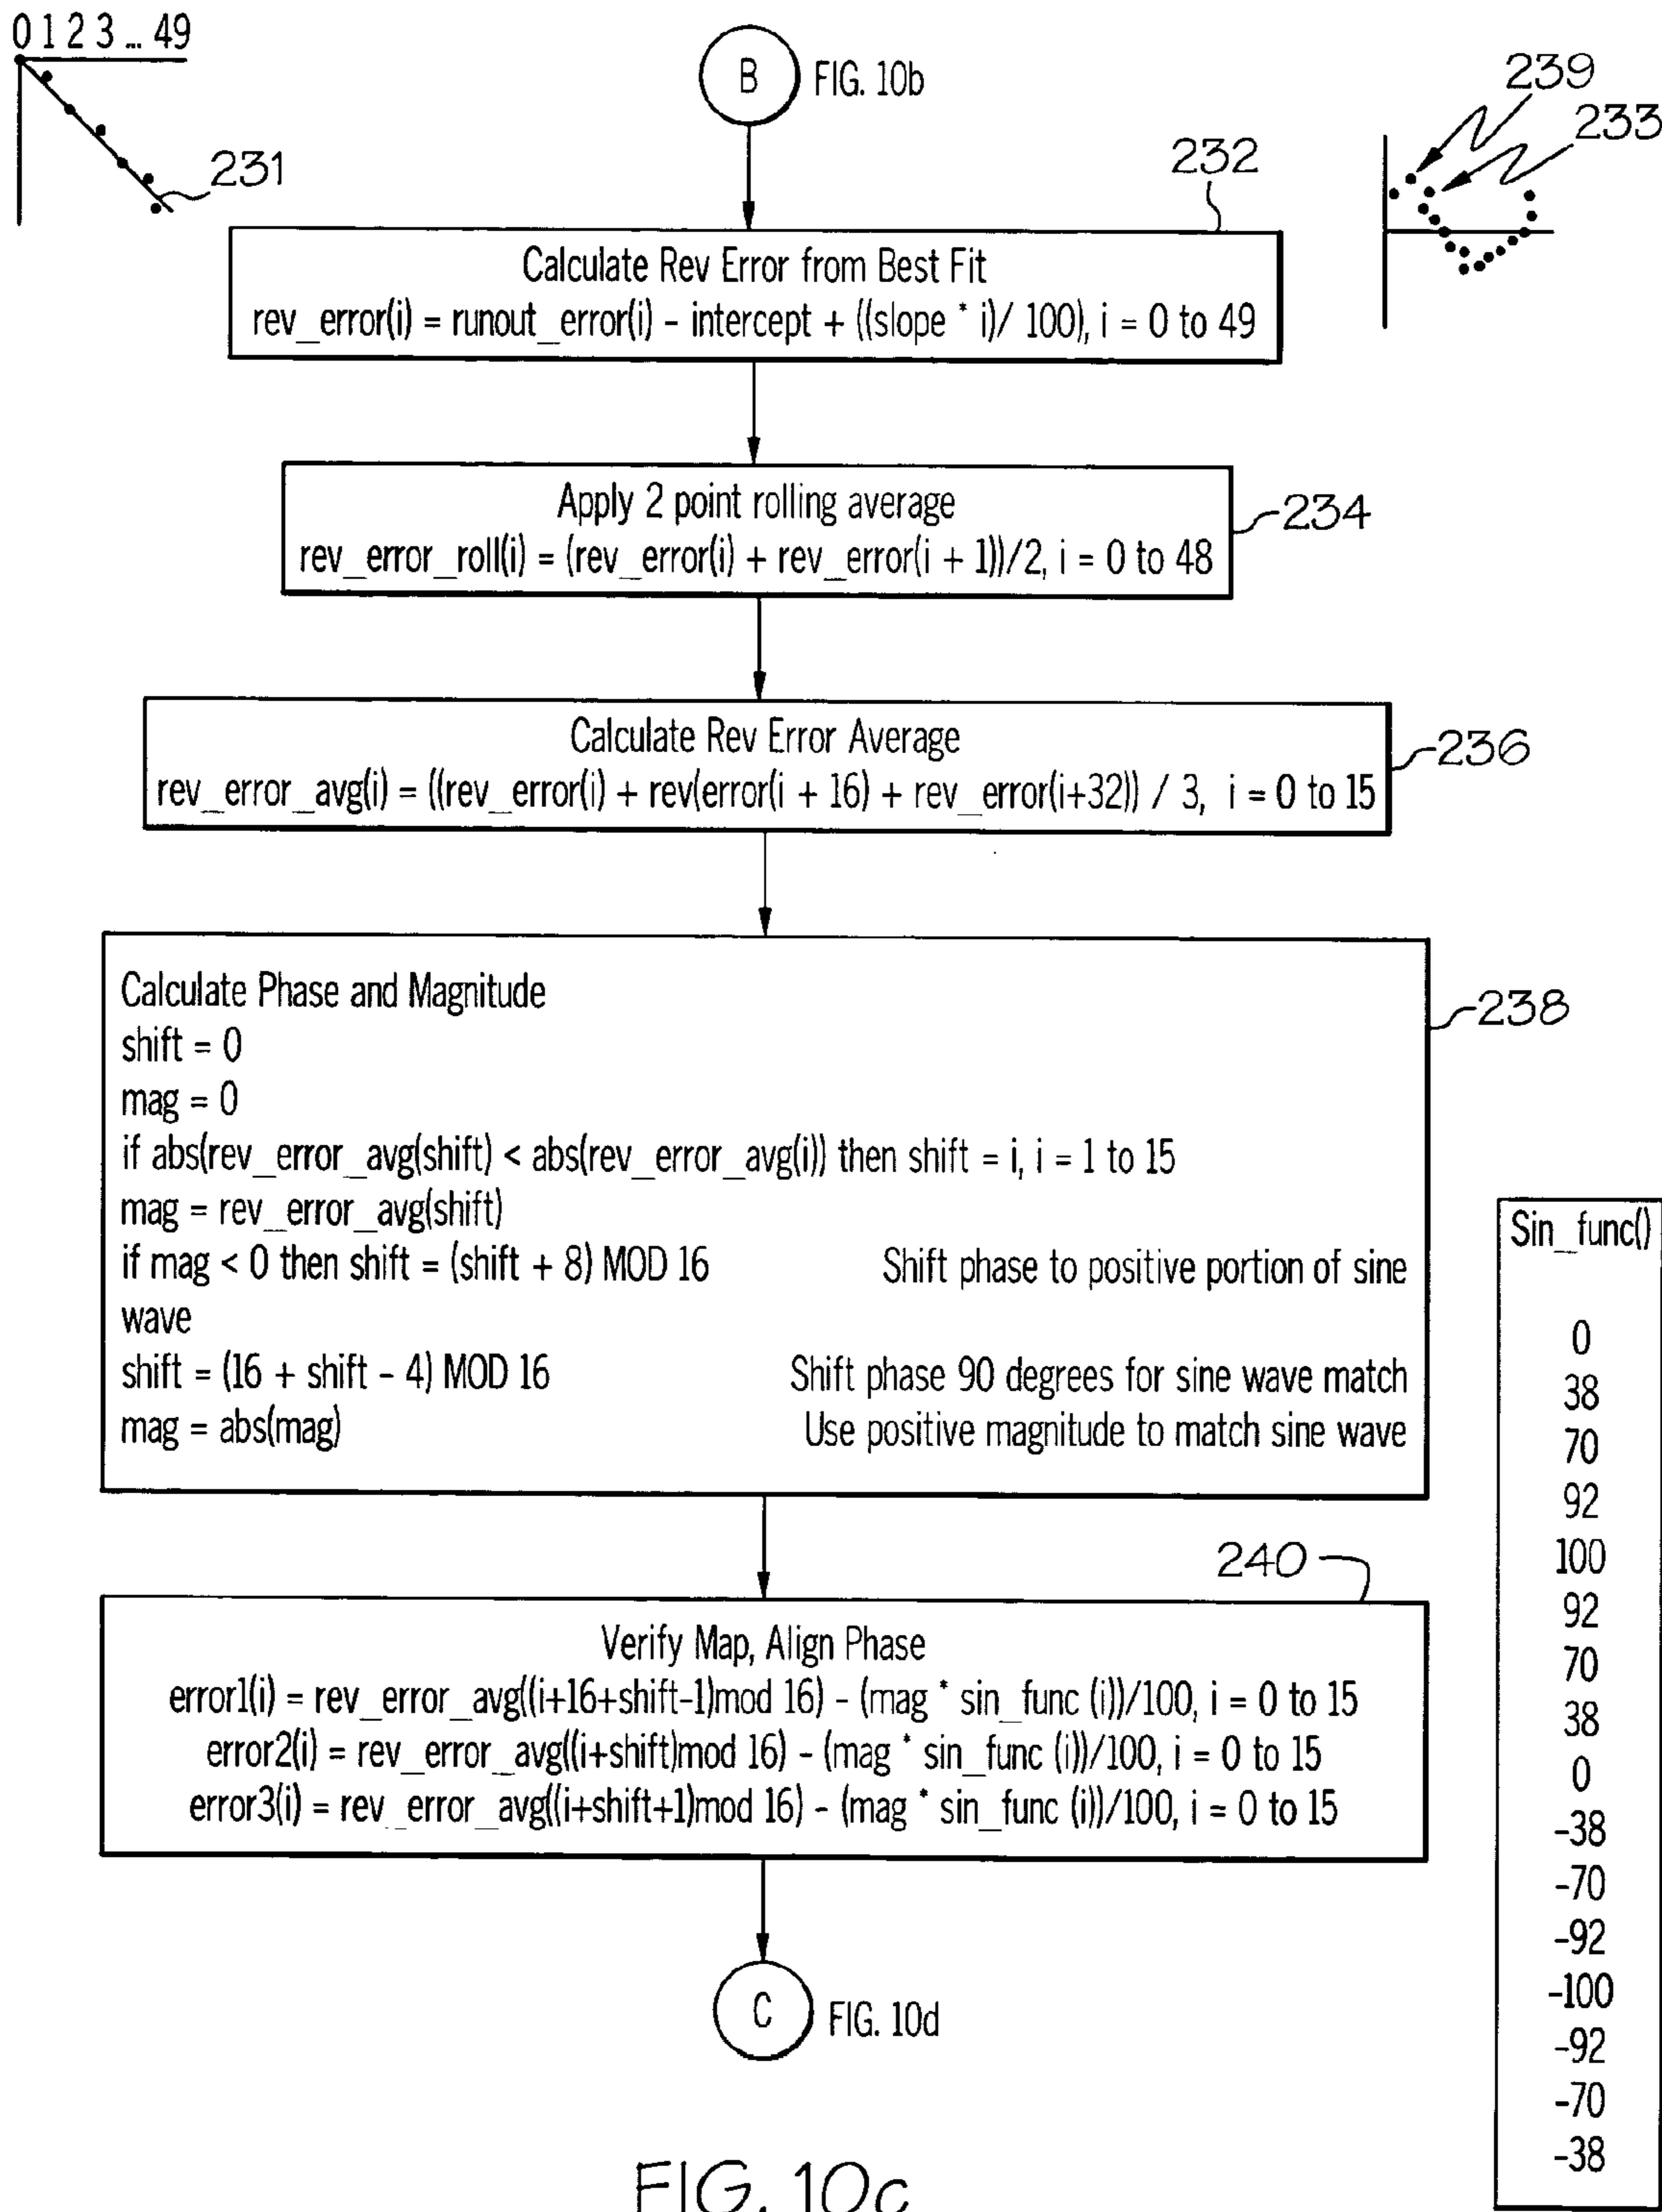 0 1 2 3 ... 49
B FIG. 10b
239
233
231
232
Calculate Rev Error from Best Fit
rev_error(i) = runout_error(i) - intercept + ((slope * i)/ 100), i = 0 to 49
Apply 2 point rolling average
rev_error_roll(i) = (rev_error(i) + rev_error(i + 1))/2, i = 0 to 48
234
Calculate Rev Error Average
rev_error_avg(i) = ((rev_error(i) + rev(error(i + 16) + rev_error(i+32)) / 3, i = 0 to 15
236
Calculate Phase and Magnitude
shift = 0
mag = 0
if abs(rev_error_avg(shift) < abs(rev_error_avg(i)) then shift = i, i = 1 to 15
mag = rev_error_avg(shift)
if mag < 0 then shift = (shift + 8) MOD 16 Shift phase to positive portion of sine
wave
shift = (16 + shift - 4) MOD 16 Shift phase 90 degrees for sine wave match
mag = abs(mag) Use positive magnitude to match sine wave
238
240
Verify Map, Align Phase
error1(i) = rev_error_avg((i+16+shift-1)mod 16) - (mag * sin_func (i))/100, i = 0 to 15
error2(i) = rev_error_avg((i+shift)mod 16) - (mag * sin_func (i))/100, i = 0 to 15
error3(i) = rev_error_avg((i+shift+1)mod 16) - (mag * sin_func (i))/100, i = 0 to 15
C FIG. 10d
Sin_func()
0
38
70
92
100
92
70
38
0
-38
-70
-92
-100
-92
-70
-38
FIG. 10c